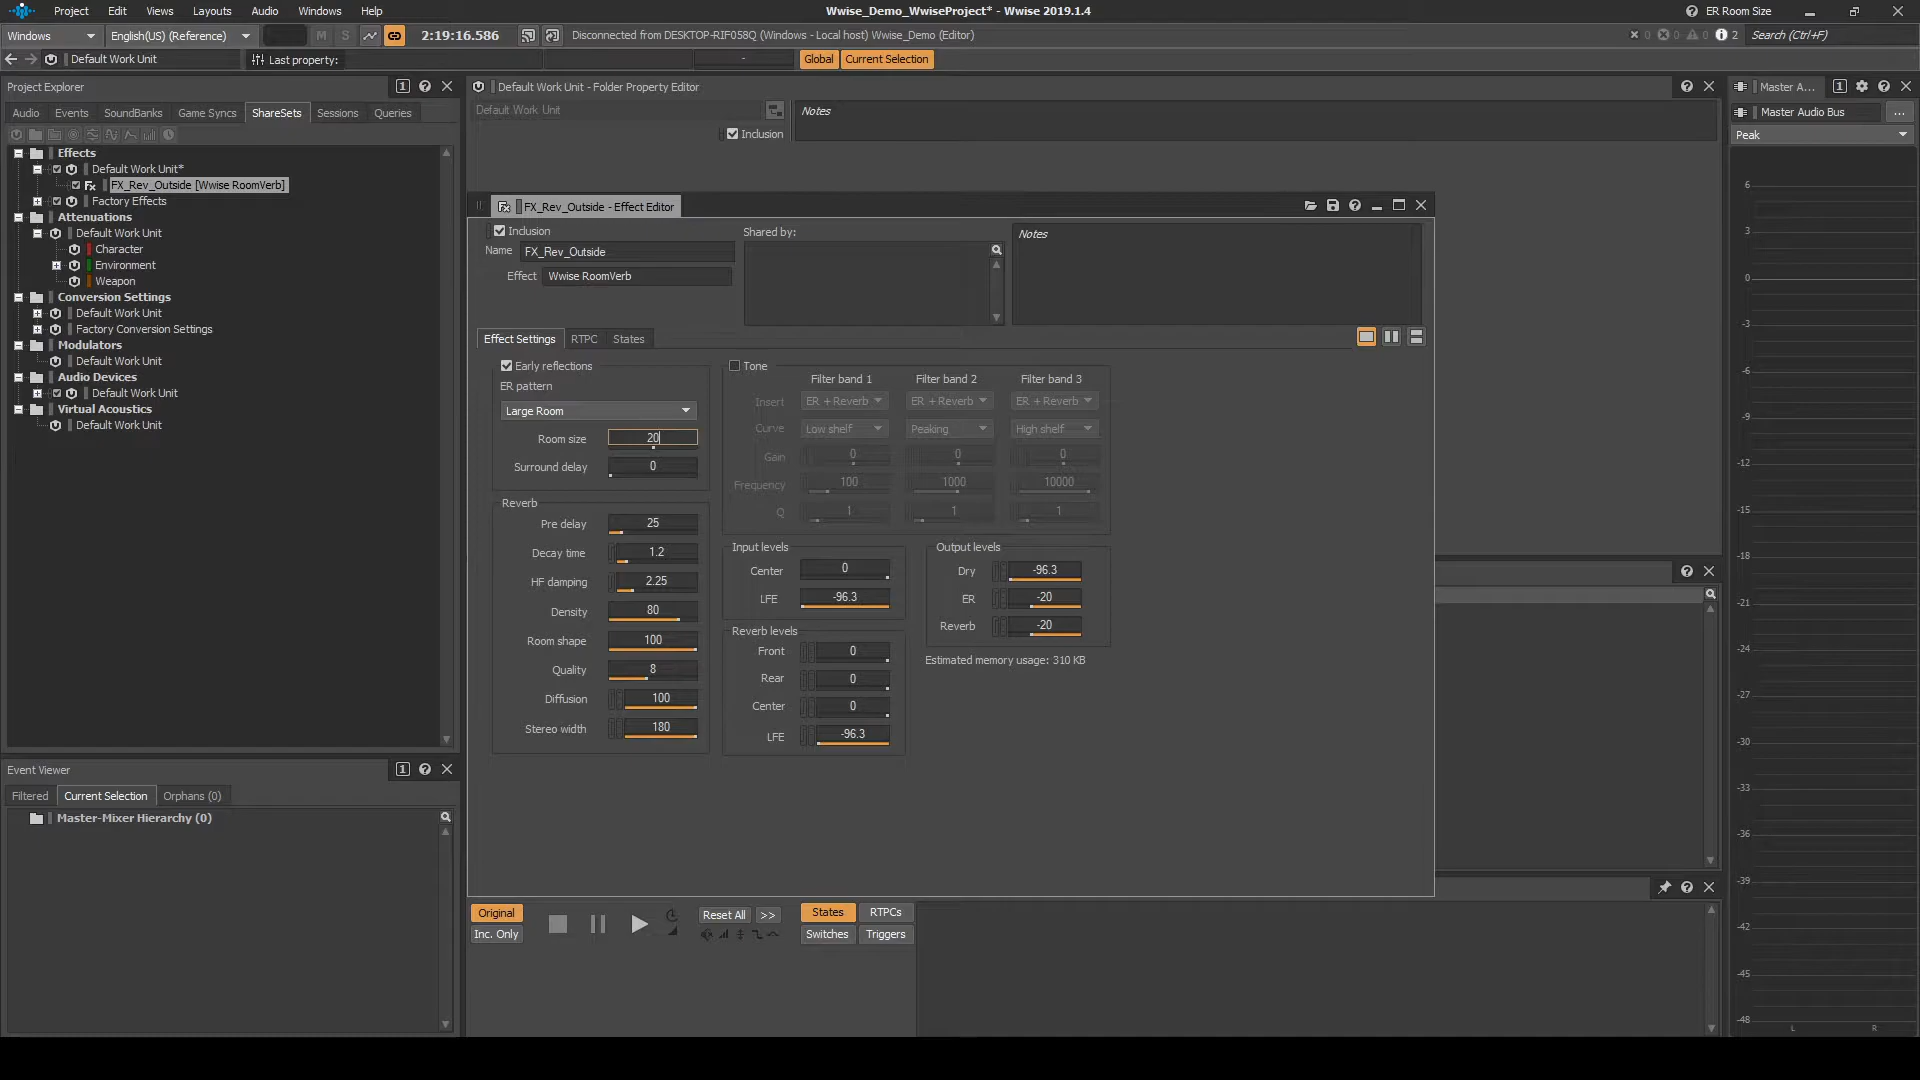 Project Edit Views Layouts Audio Windows Help
Wwise_Demo_WwiseProject* - Wwise 2019.1.4
ER Room Size
Windows English(US) (Reference) M S 2:19:16.586
Disconnected from DESKTOP-RIF058Q (Windows - Local host) Wwise_Demo (Editor)
0 0 0 2 Search (Ctrl+F)
Default Work Unit Last property: - Global Current Selection
Project Explorer 1
Audio Events SoundBanks Game Syncs ShareSets Sessions Queries
Effects
Default Work Unit*
FX_Rev_Outside [Wwise RoomVerb]
Factory Effects
Attenuations
Default Work Unit
Character
Environment
Weapon
Conversion Settings
Default Work Unit
Factory Conversion Settings
Modulators
Default Work Unit
Audio Devices
Default Work Unit
Virtual Acoustics
Default Work Unit
Event Viewer 1
Filtered Current Selection Orphans (0)
Master-Mixer Hierarchy (0)
Default Work Unit - Folder Property Editor
Default Work Unit
Inclusion
Notes
FX_Rev_Outside - Effect Editor
Inclusion
Name FX_Rev_Outside
Effect Wwise RoomVerb
Shared by:
Notes
Effect Settings RTPC States
Early reflections
ER pattern
Large Room
Room size 20
Surround delay 0
Reverb
Pre delay 25
Decay time 1.2
HF damping 2.25
Density 80
Room shape 100
Quality 8
Diffusion 100
Stereo width 180
Tone
Filter band 1 Filter band 2 Filter band 3
Insert ER + Reverb ER + Reverb ER + Reverb
Curve Low shelf Peaking High shelf
Gain 0 0 0
Frequency 100 1000 10000
Q 1 1 1
Input levels
Center 0
LFE -96.3
Reverb levels
Front 0
Rear 0
Center 0
LFE -96.3
Output levels
Dry -96.3
ER -20
Reverb -20
Estimated memory usage: 310 KB
Original
Inc. Only
Reset All >>
States RTPCs
Switches Triggers
Master A... 1
Master Audio Bus ...
Peak
6
3
0
-3
-6
-9
-12
-15
-18
-21
-24
-27
-30
-33
-36
-39
-42
-45
-48
L R